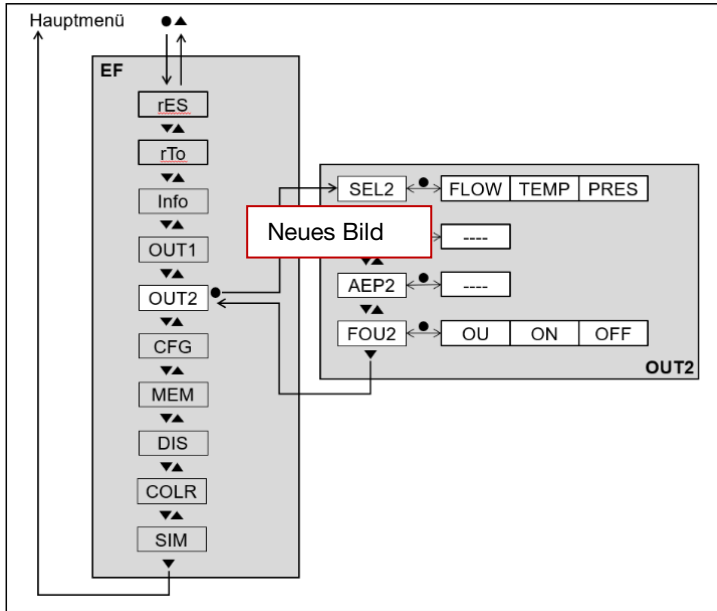 Hauptmenü
EF
rES
rTo
Info
OUT1
OUT2
CFG
MEM
DIS
COLR
SIM
SEL2 FLOW TEMP PRES
Neues Bild
----
AEP2 ----
FOU2 OU ON OFF
OUT2